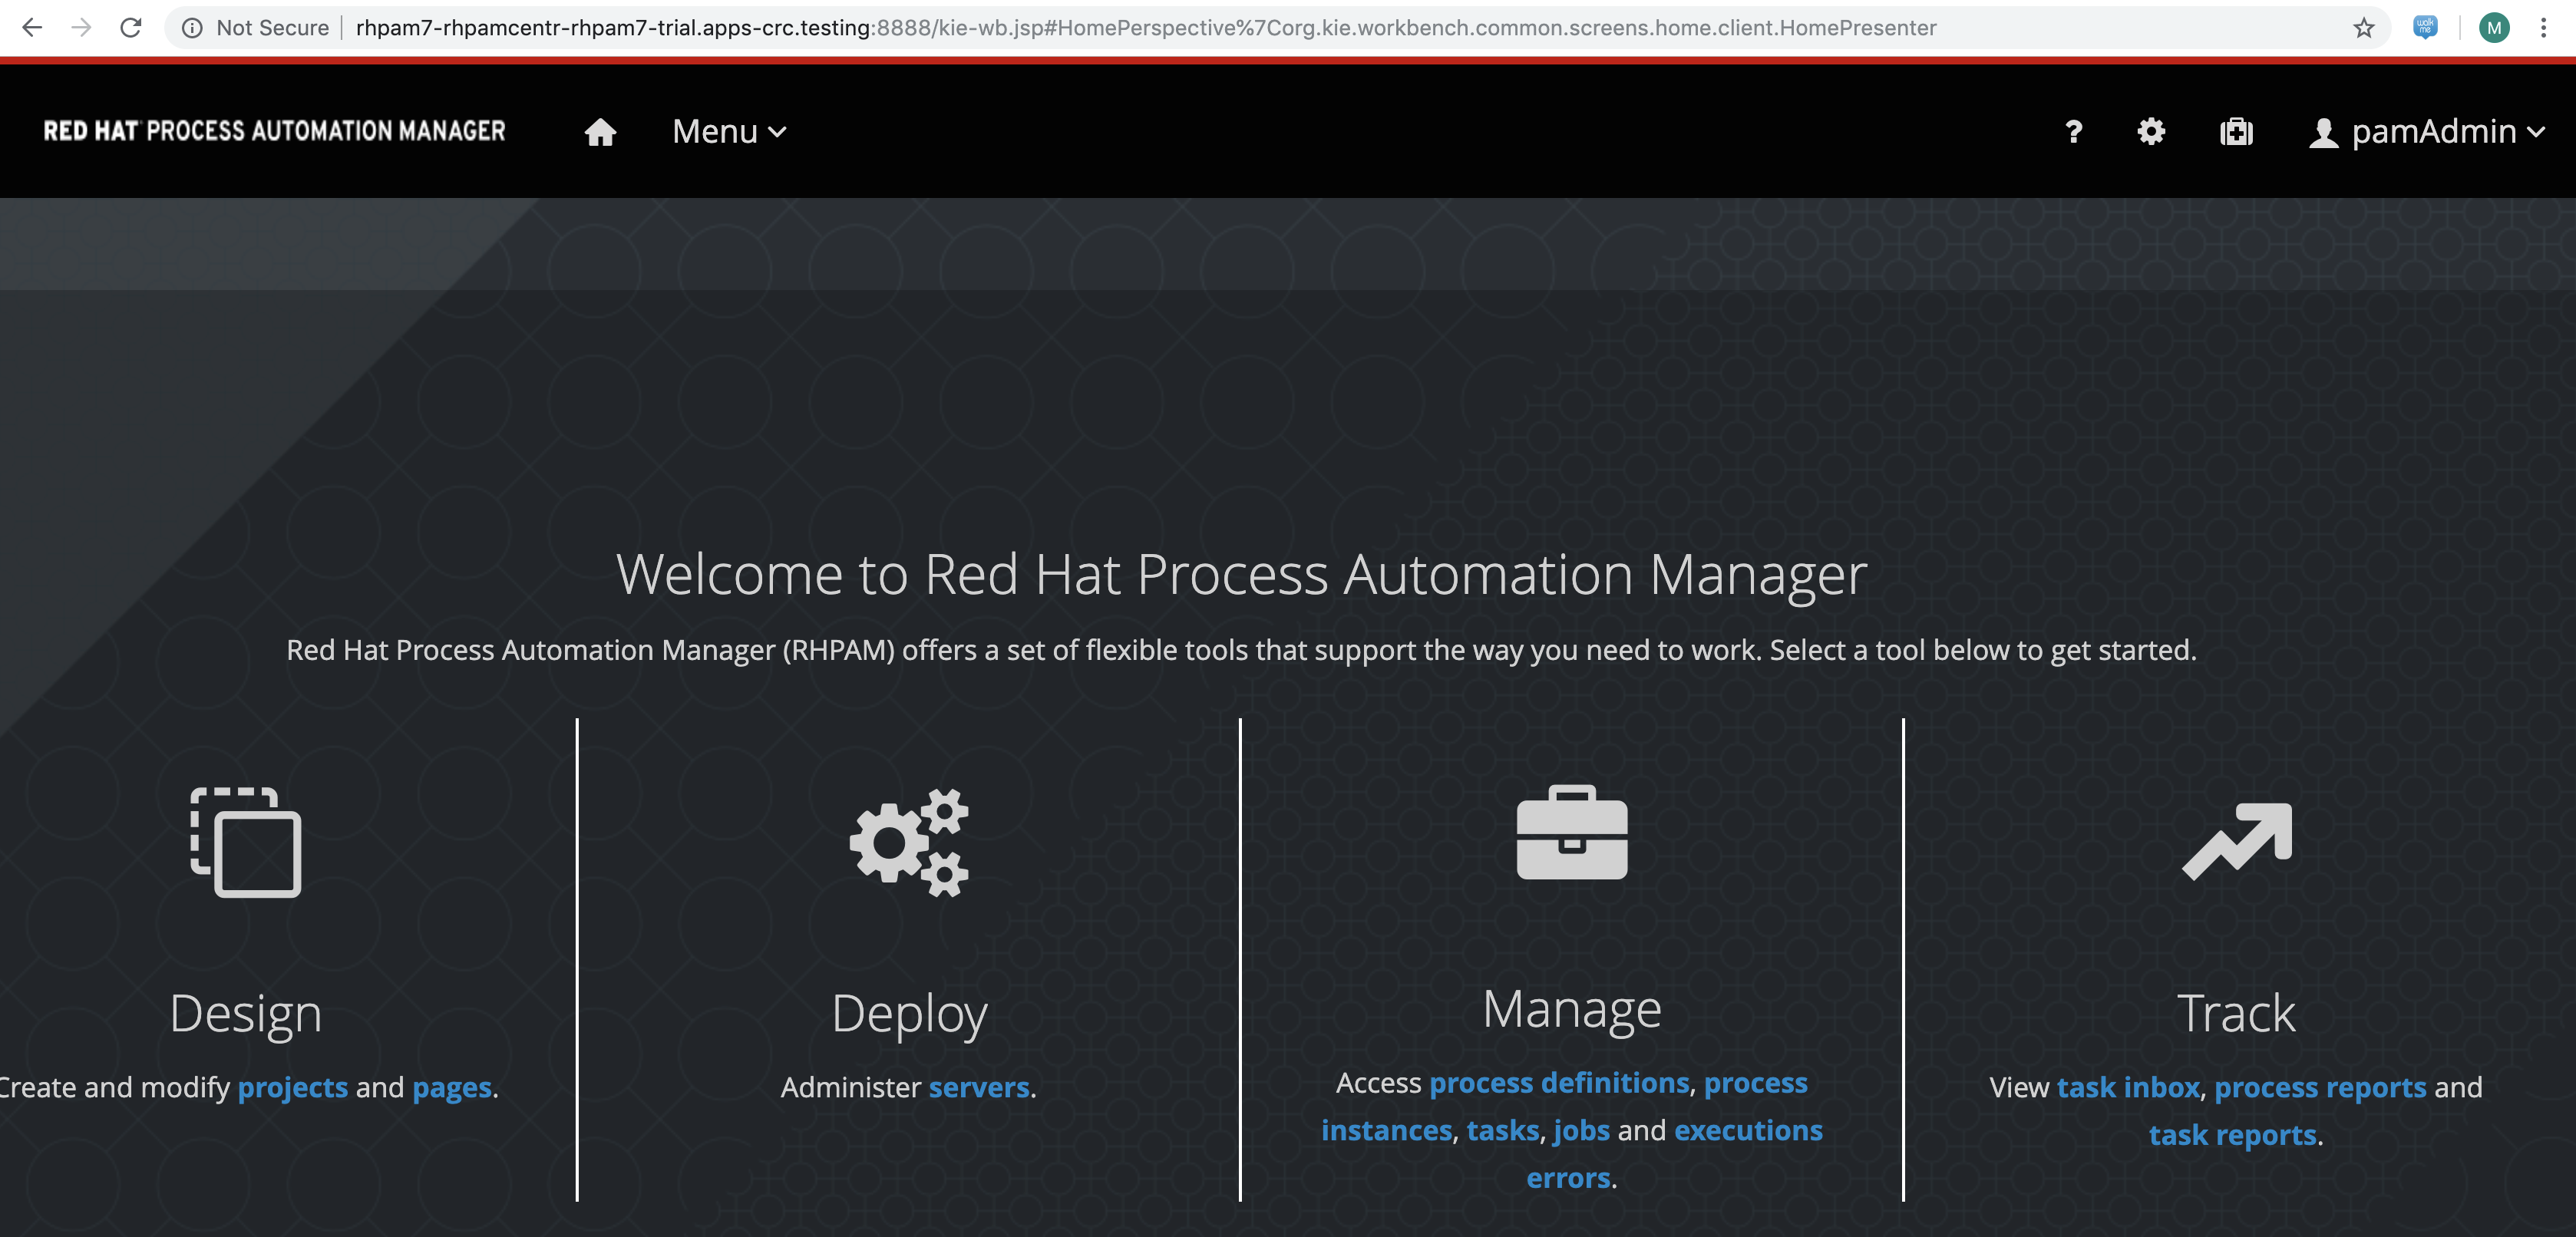 Not Secure rhpam7-rhpamcentr-rhpam7-trial.apps-crc.testing:8888/kie-wb.jsp#HomePerspective%7Corg.kie.workbench.common.screens.home.client.HomePresenter walk me M
RED HAT PROCESS AUTOMATION MANAGER Menu ? pamAdmin
Welcome to Red Hat Process Automation Manager
Red Hat Process Automation Manager (RHPAM) offers a set of flexible tools that support the way you need to work. Select a tool below to get started.
Design
Create and modify projects and pages.
Deploy
Administer servers.
Manage
Access process definitions, process
instances, tasks, jobs and executions
errors.
Track
View task inbox, process reports and
task reports.